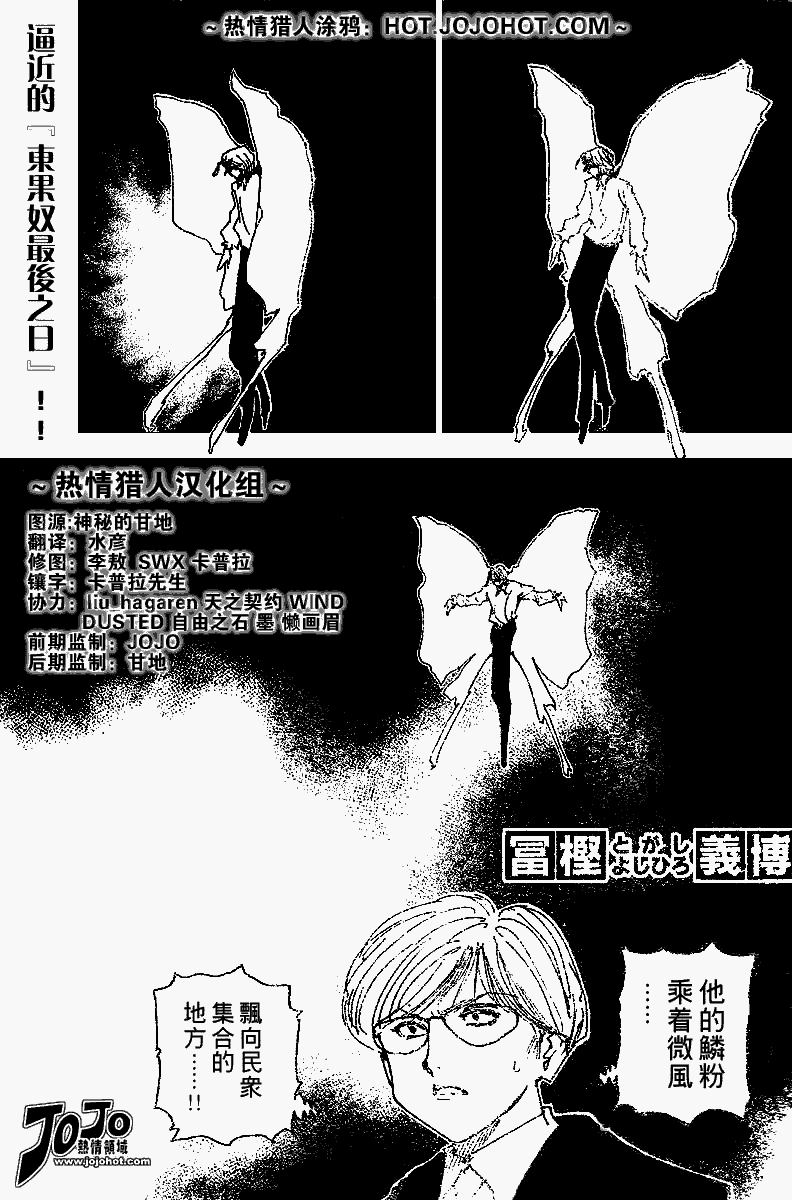 ~热情猎人涂鸦：HOT.JOJOHOT.COM~
逼近的『東果奴最後之日』！！
~热情猎人汉化组~
图源:神秘的甘地
翻译：水彦
修图：李敖 SWX 卡普拉
镶字：卡普拉先生
协力：liu_hagaren 天之契约 WIND
DUSTED 自由之石 墨 懒画眉
前期监制：JOJO
后期监制：甘地
冨樫とがし義博
よしひろ
他的鱗粉
乘着微風
……
飄向民衆
集合的
地方……!!
JOJO
热情領域
www.jojohot.com